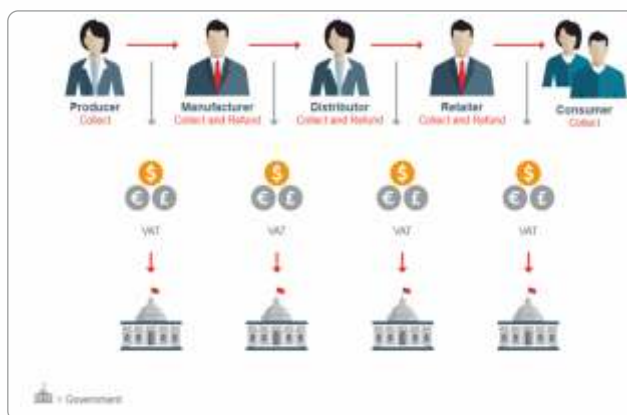 Producer Manufacturer Distributor Retailer Consumer
Collect Collect and Refund Collect and Refund Collect and Refund Collect
$ $ $ $
€ £ € £ € £ € £
VAT VAT VAT VAT
= Government